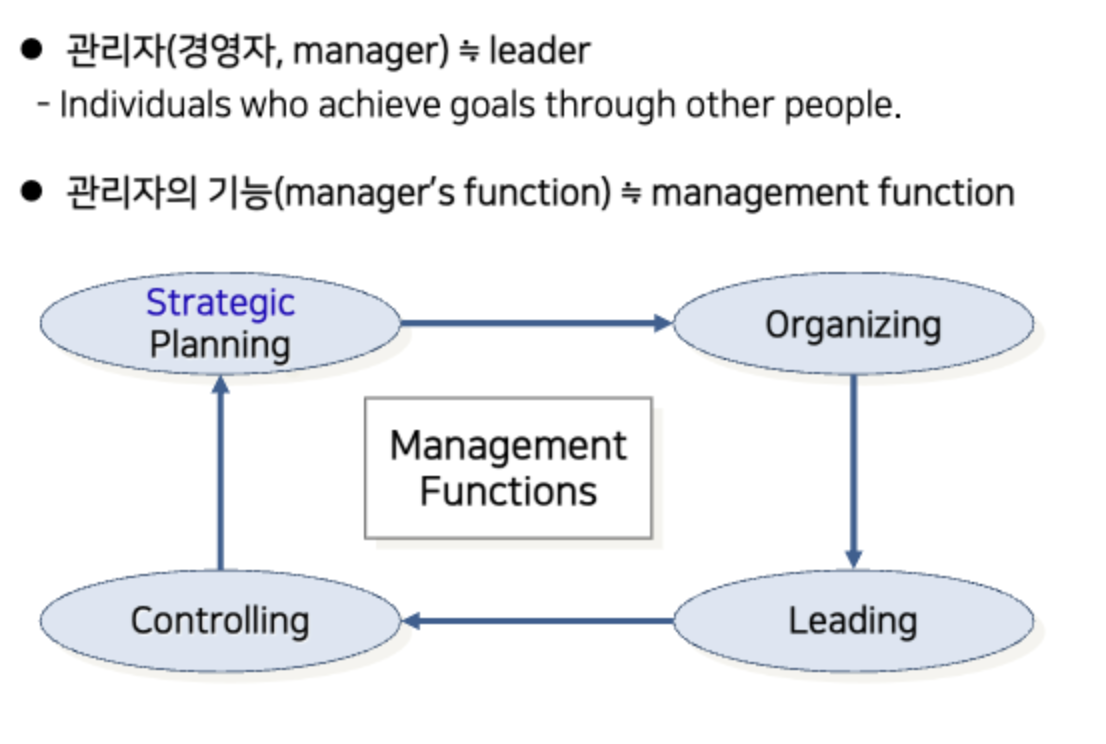 ● 관리자(경영자, manager) ≒ leader
- Individuals who achieve goals through other people.
● 관리자의 기능(manager's function) ≒ management function
Strategic
Planning
Organizing
Management
Functions
Controlling
Leading